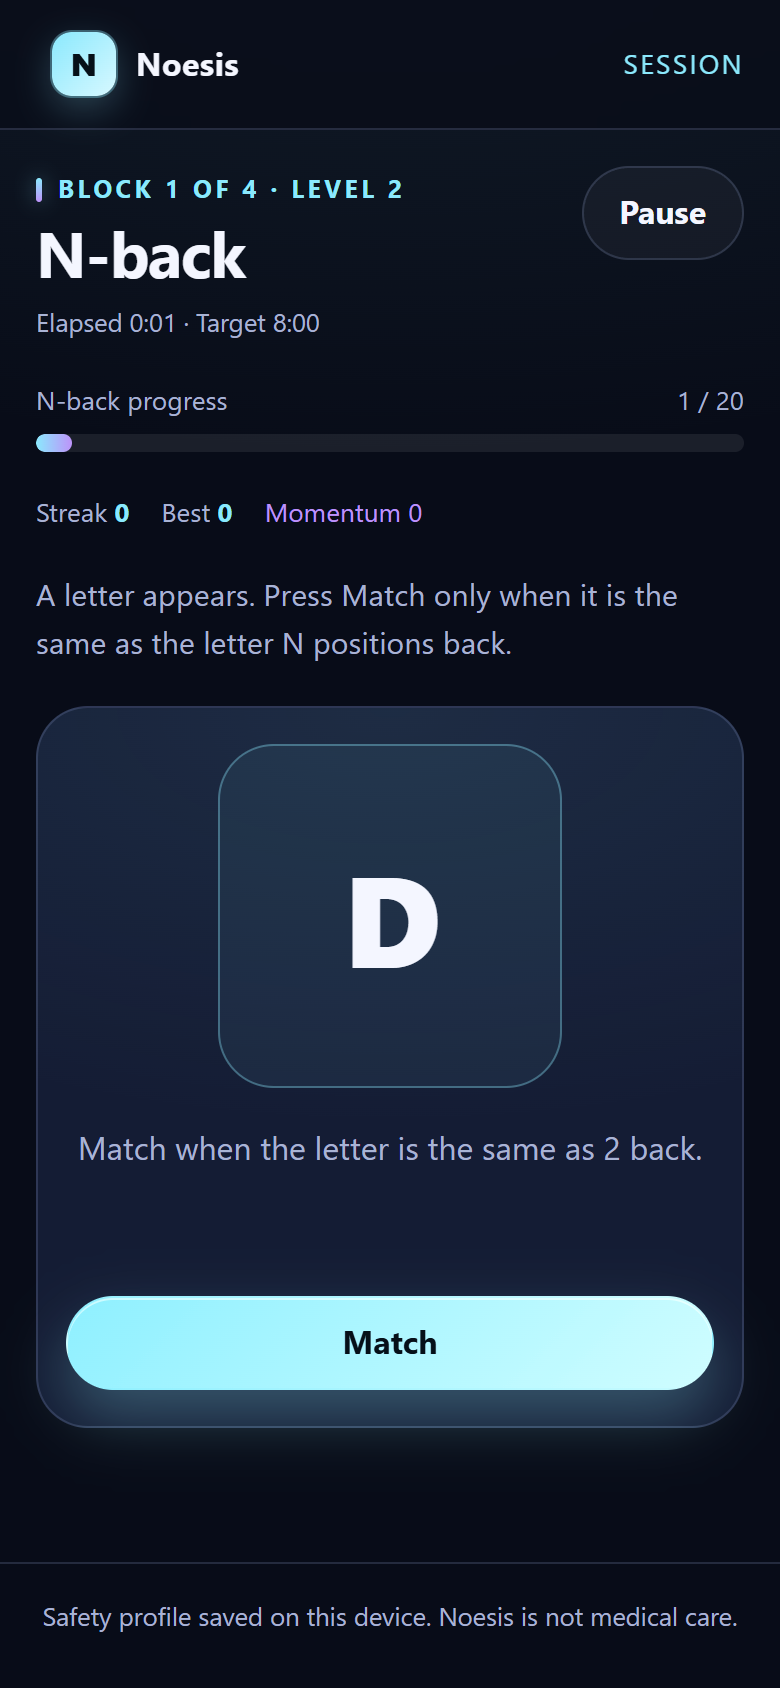 N
Noesis
SESSION
BLOCK 1 OF 4 · LEVEL 2
Pause
N-back
Elapsed 0:01 · Target 8:00
N-back progress
1 / 20
Streak 0 Best 0 Momentum 0
A letter appears. Press Match only when it is the
same as the letter N positions back.
D
Match when the letter is the same as 2 back.
Match
Safety profile saved on this device. Noesis is not medical care.